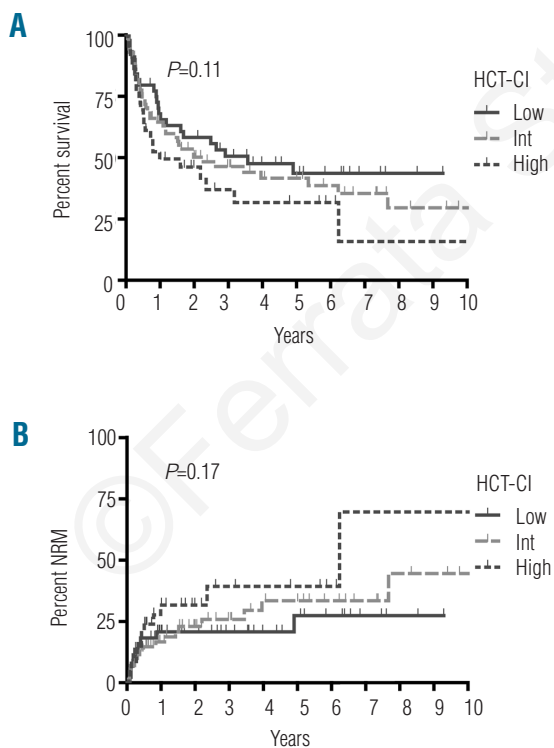 A
100
75
50
25
0
Percent survival
P=0.11
HCT-CI
Low
Int
High
0 1 2 3 4 5 6 7 8 9 10
Years
B
100
75
50
25
0
Percent NRM
P=0.17
HCT-CI
Low
Int
High
0 1 2 3 4 5 6 7 8 9 10
Years
©Ferrata St